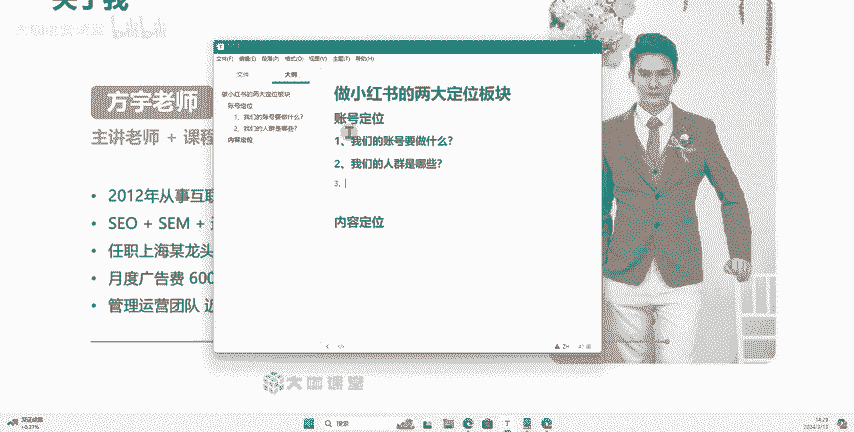 关于我
大咖课堂
bilibili
文件(F) 编辑(E) 段落(P) 格式(O) 视图(V) 主题(T) 帮助(H)
文件 大纲
做小红书的两大定位板块
账号定位
1、我们的账号要做什么?
2、我们的人群是哪些?
内容定位
做小红书的两大定位板块
账号定位
1、我们的账号要做什么?
2、我们的人群是哪些?
3、
内容定位
方宇老师
主讲老师 + 课程
• 2012年从事互联
• SEO + SEM +
• 任职上海某龙头
• 月度广告费 600
• 管理运营团队 近
大咖课堂
搜索